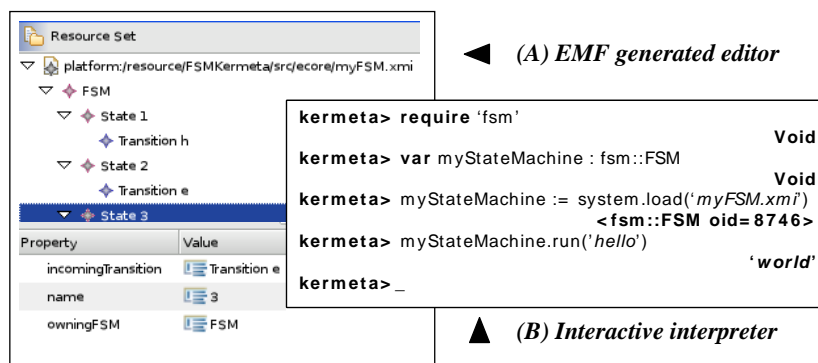 Resource Set
platform:/resource/FSMKermeta/src/ecore/myFSM.xmi
FSM
State 1
Transition h
State 2
Transition e
State 3
Property Value
incomingTransition Transition e
name 3
owningFSM FSM
(A) EMF generated editor
kermeta> require ‘fsm’
Void
kermeta> var myStateMachine : fsm::FSM
Void
kermeta> myStateMachine := system.load(‘myFSM.xmi’)
<fsm::FSM oid=8746>
kermeta> myStateMachine.run(‘hello’)
‘world’
kermeta>_
(B) Interactive interpreter